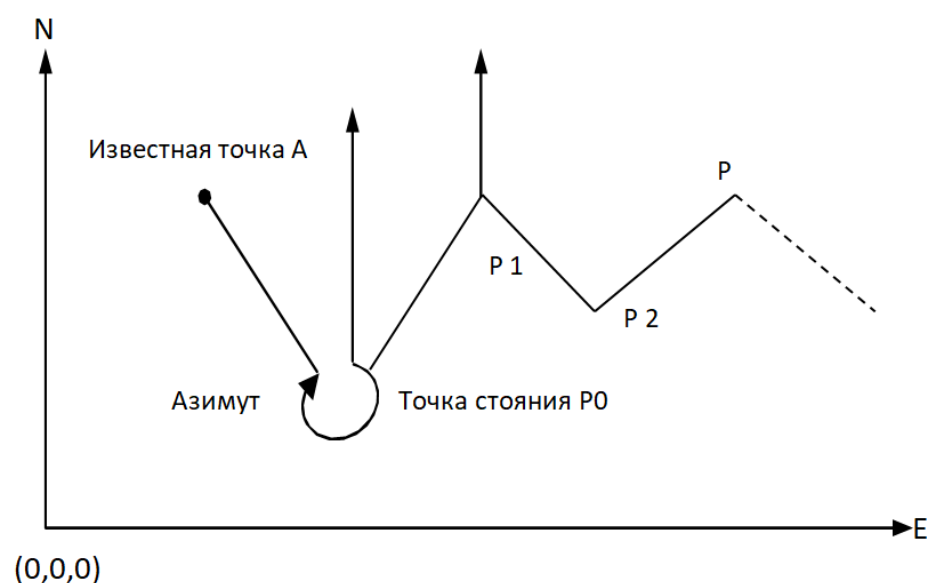 N
Известная точка А
P
P 1
P 2
Азимут
Точка стояния P0
E
(0,0,0)